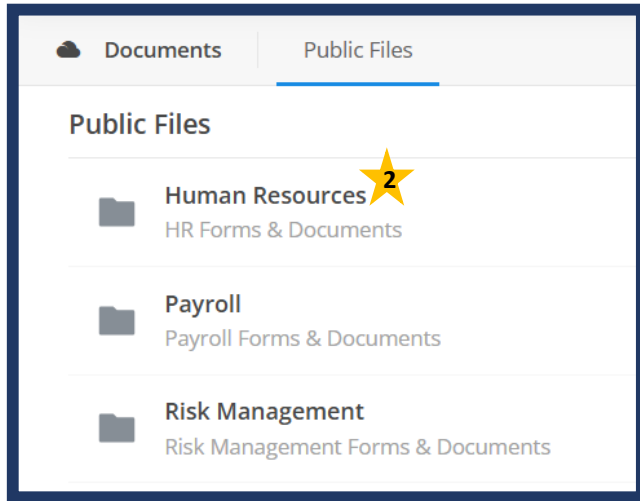 Documents Public Files
Public Files
2
Human Resources
HR Forms & Documents
Payroll
Payroll Forms & Documents
Risk Management
Risk Management Forms & Documents